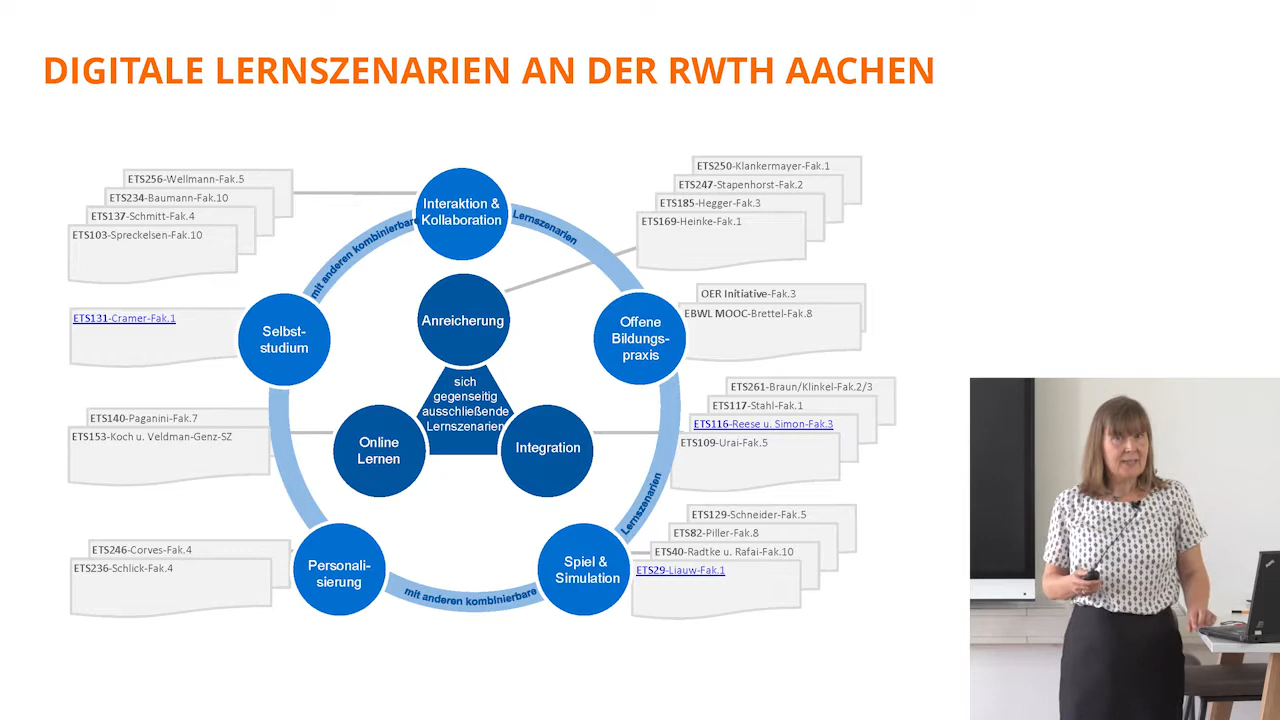 DIGITALE LERNSZENARIEN AN DER RWTH AACHEN
ETS256-Wellmann-Fak.5
ETS234-Baumann-Fak.10
ETS137-Schmitt-Fak.4
ETS103-Spreckelsen-Fak.10
ETS131-Cramer-Fak.1
ETS140-Paganini-Fak.7
ETS153-Koch u. Veldman-Genz-SZ
ETS246-Corves-Fak.4
ETS236-Schlick-Fak.4
Interaktion &
Kollaboration
mit anderen kombinierbare
Lernszenarien
Selbst-
studium
Anreicherung
Offene
Bildungs-
praxis
sich
gegenseitig
ausschließende
Lernszenarien
Online
Lernen
Integration
Lernszenarien
Personali-
sierung
mit anderen kombinierbare
Spiel &
Simulation
ETS250-Klankermayer-Fak.1
ETS247-Stapenhorst-Fak.2
ETS185-Hegger-Fak.3
ETS169-Heinke-Fak.1
OER Initiative-Fak.3
EBWL MOOC-Brettel-Fak.8
ETS261-Braun/Klinkel-Fak.2/3
ETS117-Stahl-Fak.1
ETS116-Reese u. Simon-Fak.3
ETS109-Urai-Fak.5
ETS129-Schneider-Fak.5
ETS82-Piller-Fak.8
ETS40-Radtke u. Rafai-Fak.10
ETS29-Liauw-Fak.1